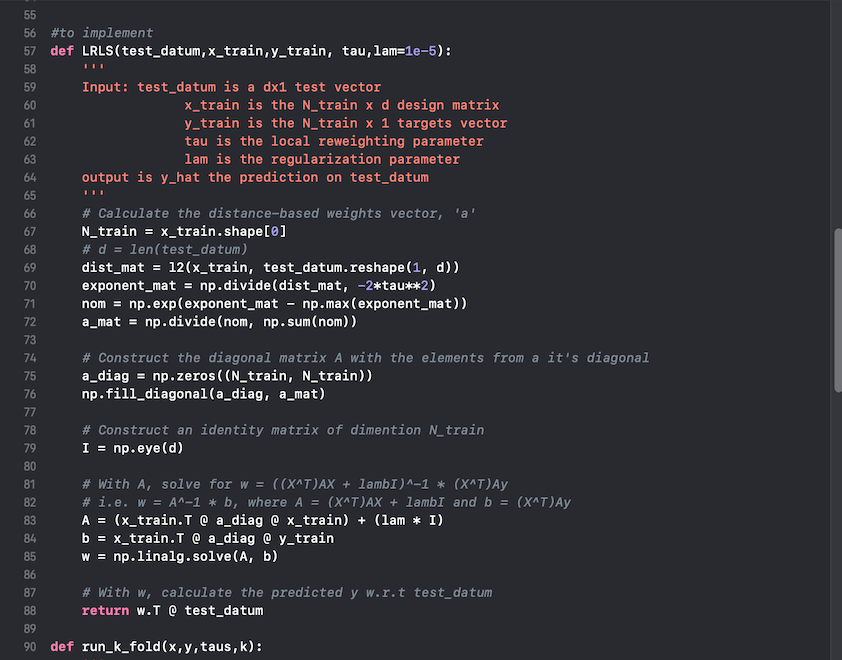 55
56 #to implement
57 def LRLS(test_datum,x_train,y_train, tau,lam=1e-5):
58     '''
59     Input: test_datum is a dx1 test vector
60                  x_train is the N_train x d design matrix
61                  y_train is the N_train x 1 targets vector
62                  tau is the local reweighting parameter
63                  lam is the regularization parameter
64     output is y_hat the prediction on test_datum
65     '''
66     # Calculate the distance-based weights vector, 'a'
67     N_train = x_train.shape[0]
68     # d = len(test_datum)
69     dist_mat = l2(x_train, test_datum.reshape(1, d))
70     exponent_mat = np.divide(dist_mat, -2*tau**2)
71     nom = np.exp(exponent_mat - np.max(exponent_mat))
72     a_mat = np.divide(nom, np.sum(nom))
73
74     # Construct the diagonal matrix A with the elements from a it's diagonal
75     a_diag = np.zeros((N_train, N_train))
76     np.fill_diagonal(a_diag, a_mat)
77
78     # Construct an identity matrix of dimention N_train
79     I = np.eye(d)
80
81     # With A, solve for w = ((X^T)AX + lambI)^-1 * (X^T)Ay
82     # i.e. w = A^-1 * b, where A = (X^T)AX + lambI and b = (X^T)Ay
83     A = (x_train.T @ a_diag @ x_train) + (lam * I)
84     b = x_train.T @ a_diag @ y_train
85     w = np.linalg.solve(A, b)
86
87     # With w, calculate the predicted y w.r.t test_datum
88     return w.T @ test_datum
89
90 def run_k_fold(x,y,taus,k):